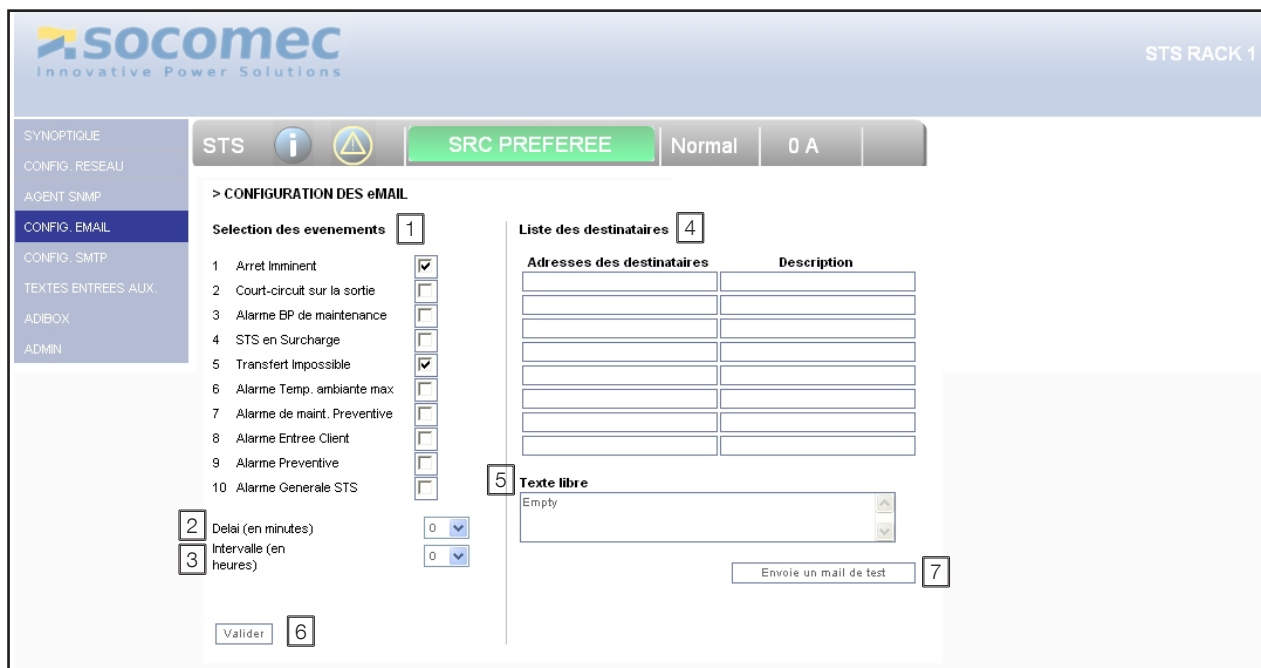 socomec
Innovative Power Solutions
STS RACK 1
SYNOPTIQUE
CONFIG. RESEAU
AGENT SNMP
CONFIG. EMAIL
CONFIG. SMTP
TEXTES ENTREES AUX.
ADIBOX
ADMIN
STS i SRC PREFEREE Normal 0 A
> CONFIGURATION DES eMAIL
Selection des evenements 1
1 Arret Imminent
2 Court-circuit sur la sortie
3 Alarme BP de maintenance
4 STS en Surcharge
5 Transfert Impossible
6 Alarme Temp. ambiante max
7 Alarme de maint. Preventive
8 Alarme Entree Client
9 Alarme Preventive
10 Alarme Generale STS
2 Delai (en minutes) 0
3 Intervalle (en
heures) 0
Valider 6
Liste des destinataires 4
Adresses des destinataires Description
5 Texte libre
Empty
Envoie un mail de test 7